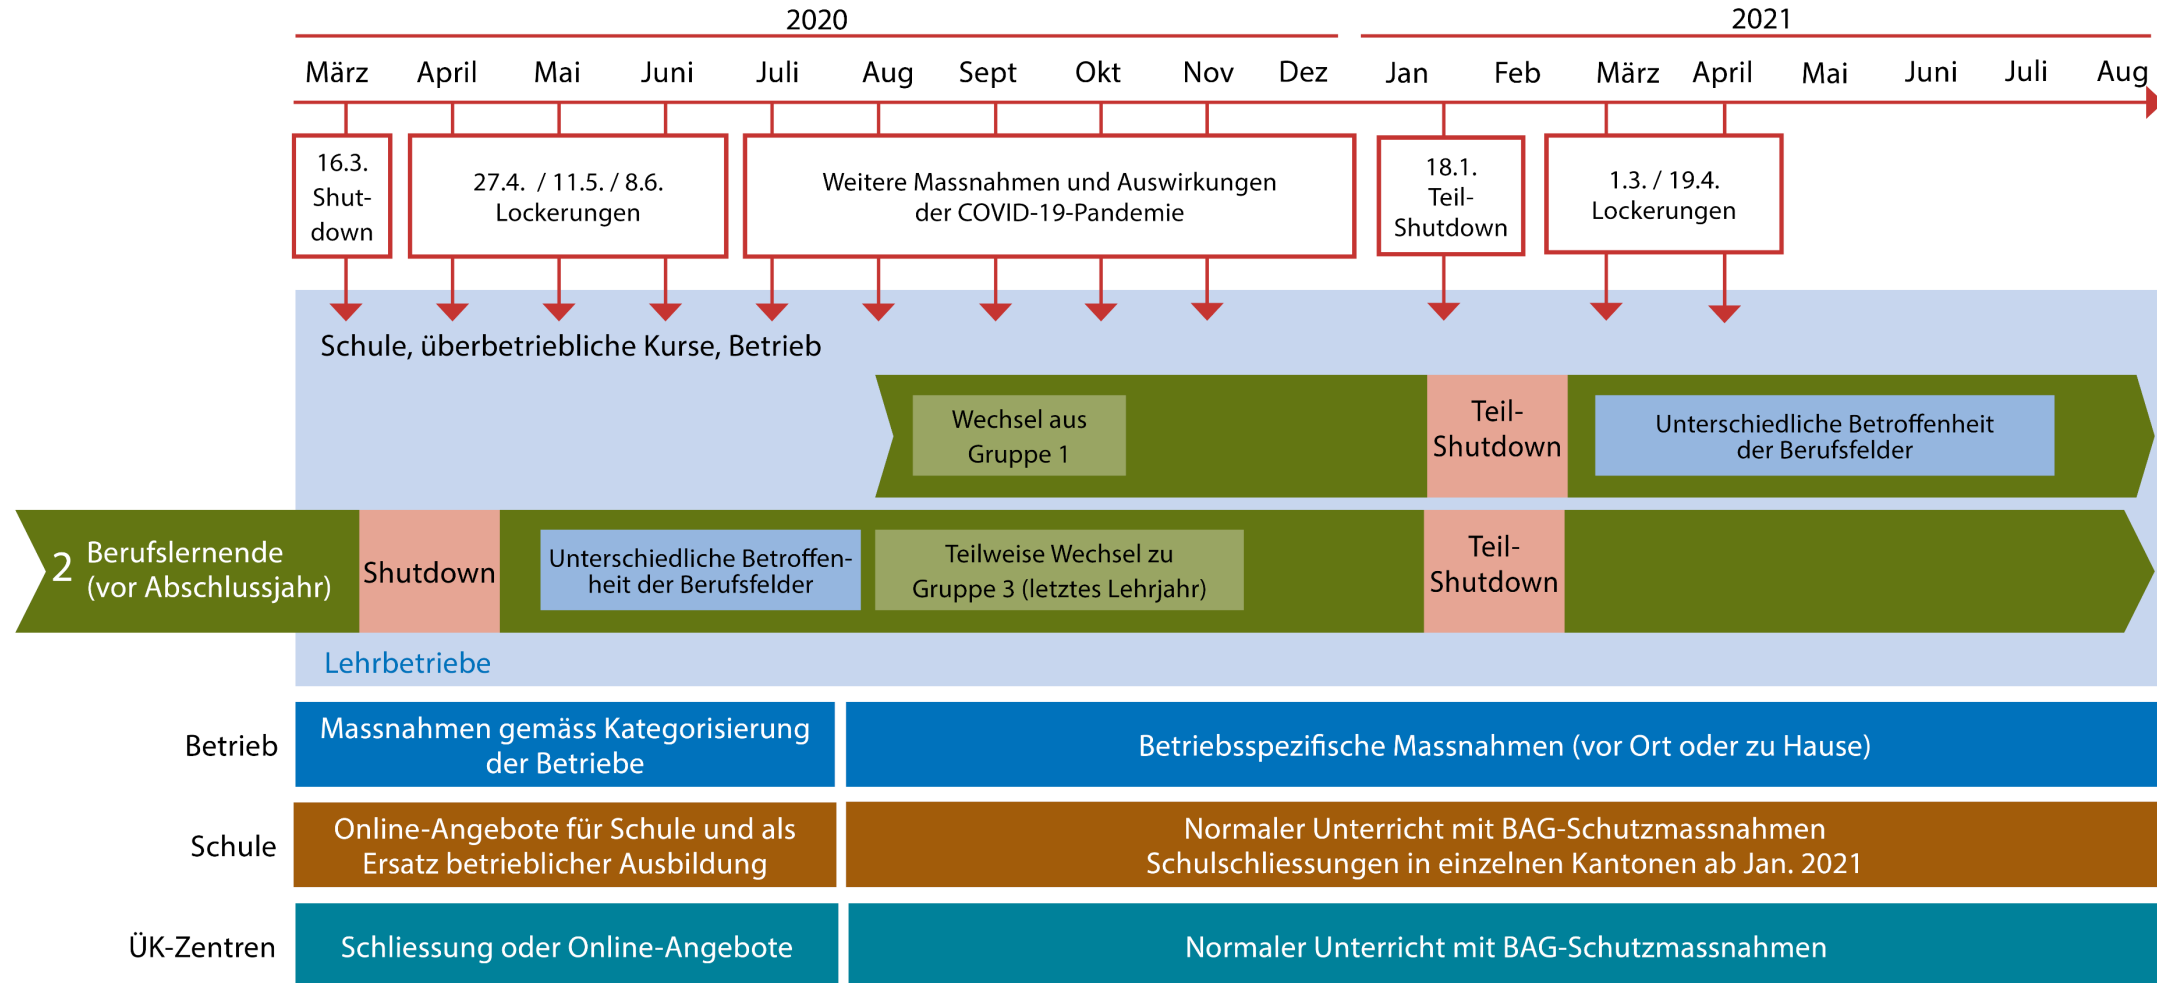 2020
2021
März April Mai Juni Juli Aug Sept Okt Nov Dez Jan Feb März April Mai Juni Juli Aug
16.3.
Shut-
down
27.4. / 11.5. / 8.6.
Lockerungen
Weitere Massnahmen und Auswirkungen
der COVID-19-Pandemie
18.1.
Teil-
Shutdown
1.3. / 19.4.
Lockerungen
Schule, überbetriebliche Kurse, Betrieb
Wechsel aus
Gruppe 1
Teil-
Shutdown
Unterschiedliche Betroffenheit
der Berufsfelder
2 Berufslernende
(vor Abschlussjahr)
Shutdown
Unterschiedliche Betroffen-
heit der Berufsfelder
Teilweise Wechsel zu
Gruppe 3 (letztes Lehrjahr)
Teil-
Shutdown
Lehrbetriebe
Betrieb
Massnahmen gemäss Kategorisierung
der Betriebe
Betriebsspezifische Massnahmen (vor Ort oder zu Hause)
Schule
Online-Angebote für Schule und als
Ersatz betrieblicher Ausbildung
Normaler Unterricht mit BAG-Schutzmassnahmen
Schulschliessungen in einzelnen Kantonen ab Jan. 2021
ÜK-Zentren
Schliessung oder Online-Angebote
Normaler Unterricht mit BAG-Schutzmassnahmen